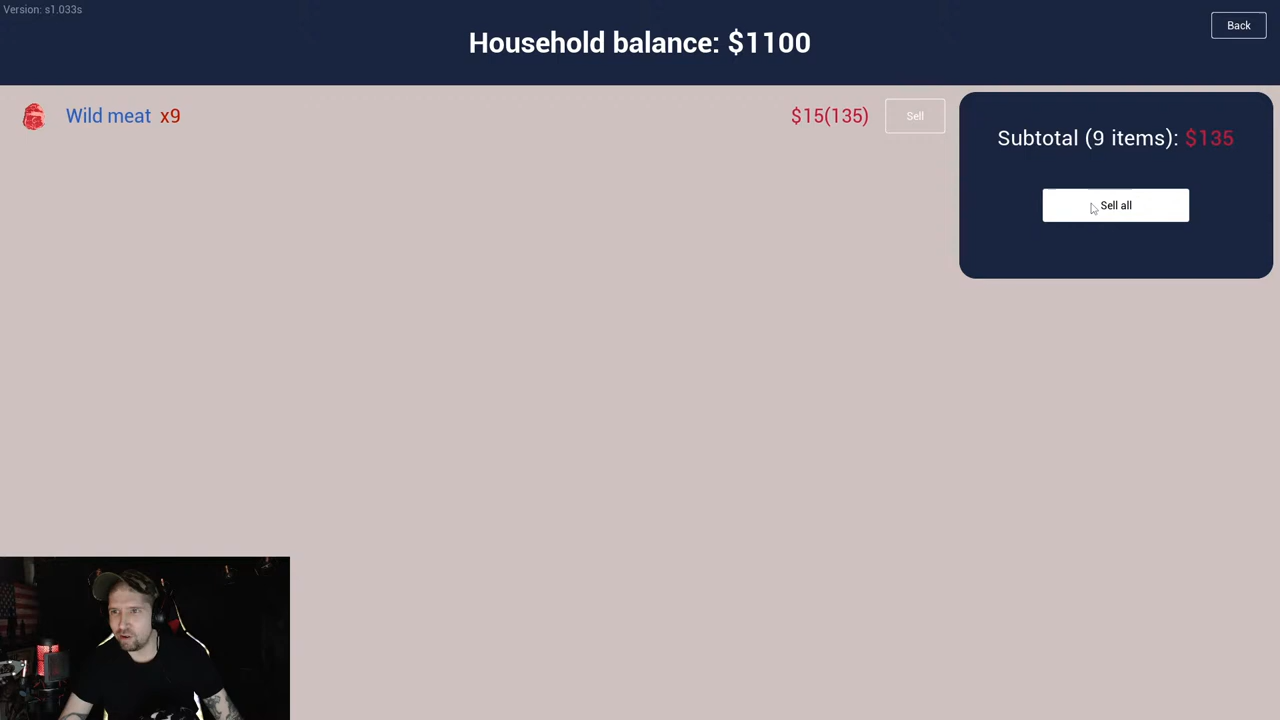 Version: s1.033s
Household balance: $1100
Back
Wild meat x9
$15(135)
Sell
Subtotal (9 items): $135
Sell all